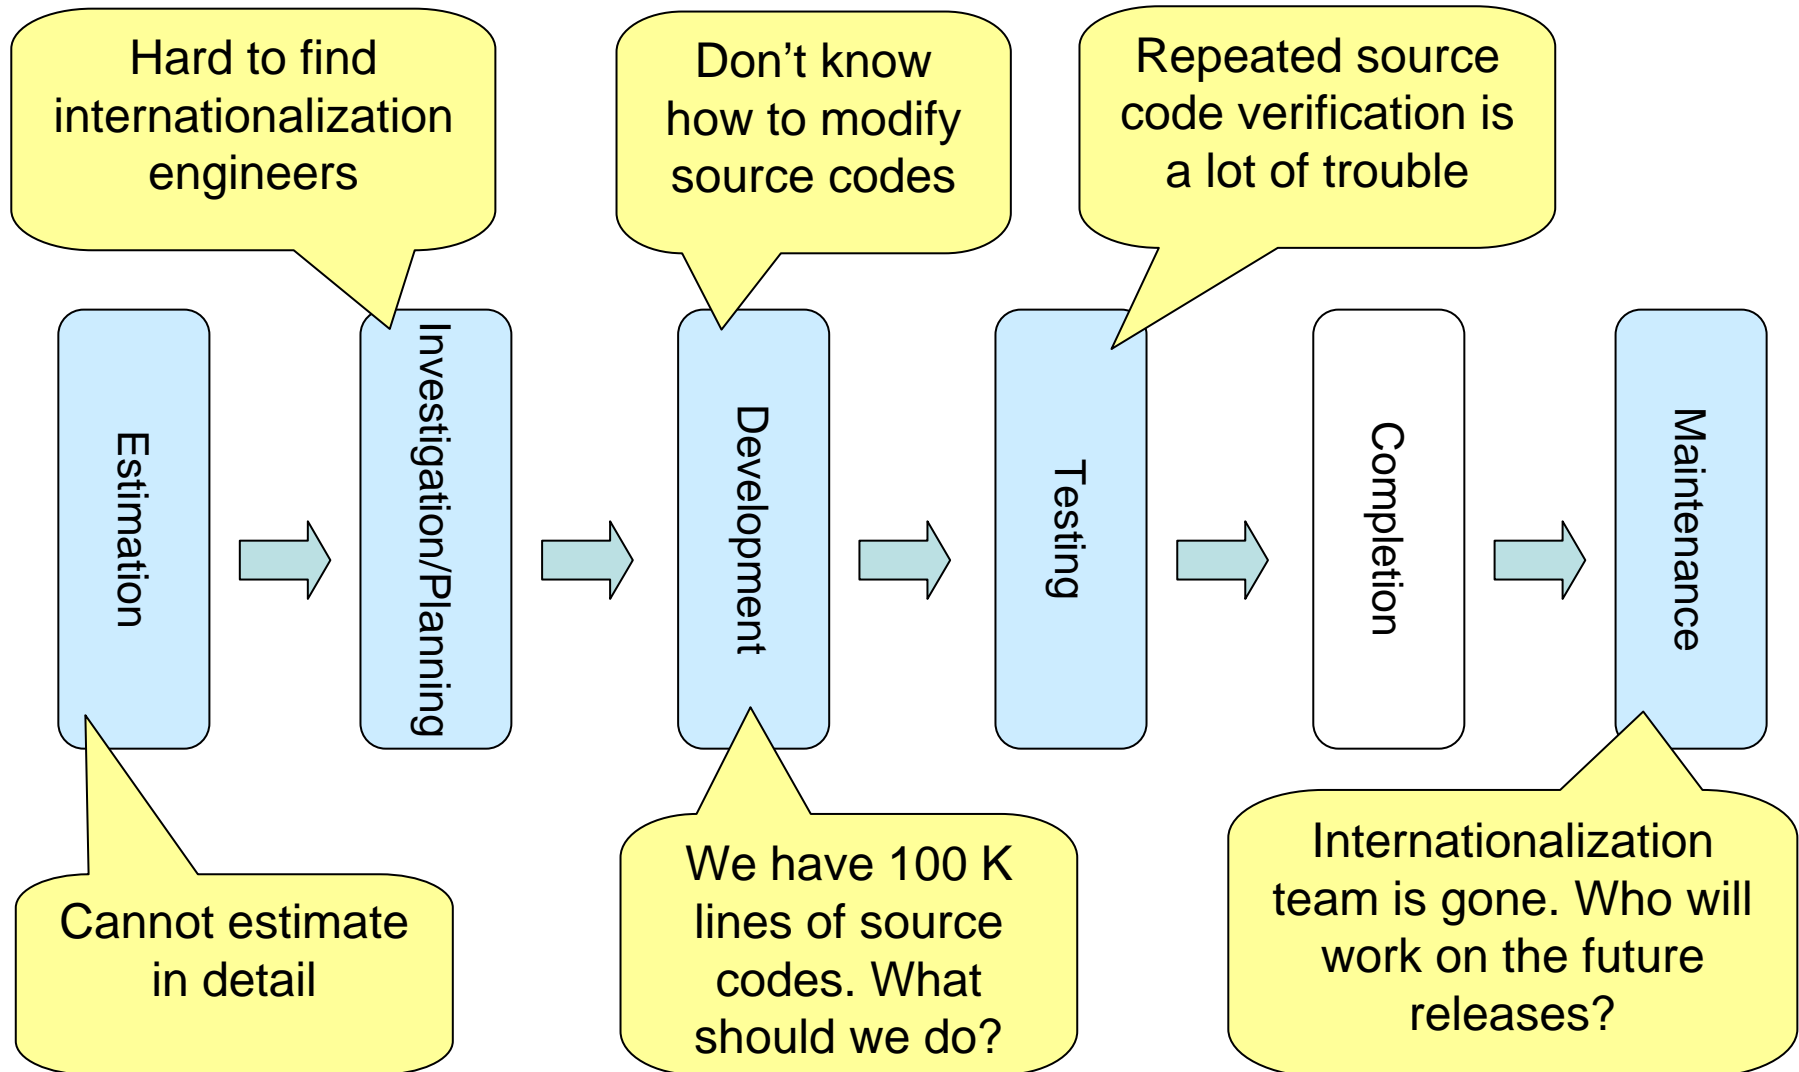 Hard to find
internationalization
engineers
Don't know
how to modify
source codes
Repeated source
code verification is
a lot of trouble
Estimation
Investigation/Planning
Development
Testing
Completion
Maintenance
Cannot estimate
in detail
We have 100 K
lines of source
codes. What
should we do?
Internationalization
team is gone. Who will
work on the future
releases?